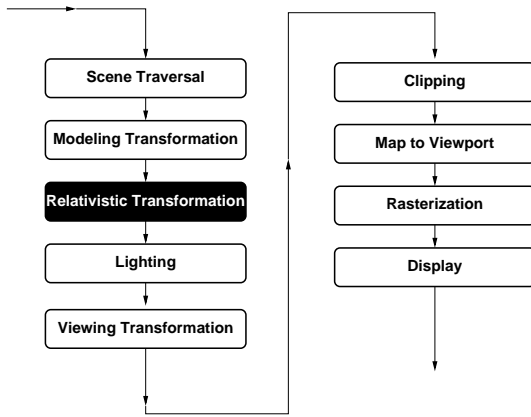 Scene Traversal
Modeling Transformation
Relativistic Transformation
Lighting
Viewing Transformation
Clipping
Map to Viewport
Rasterization
Display